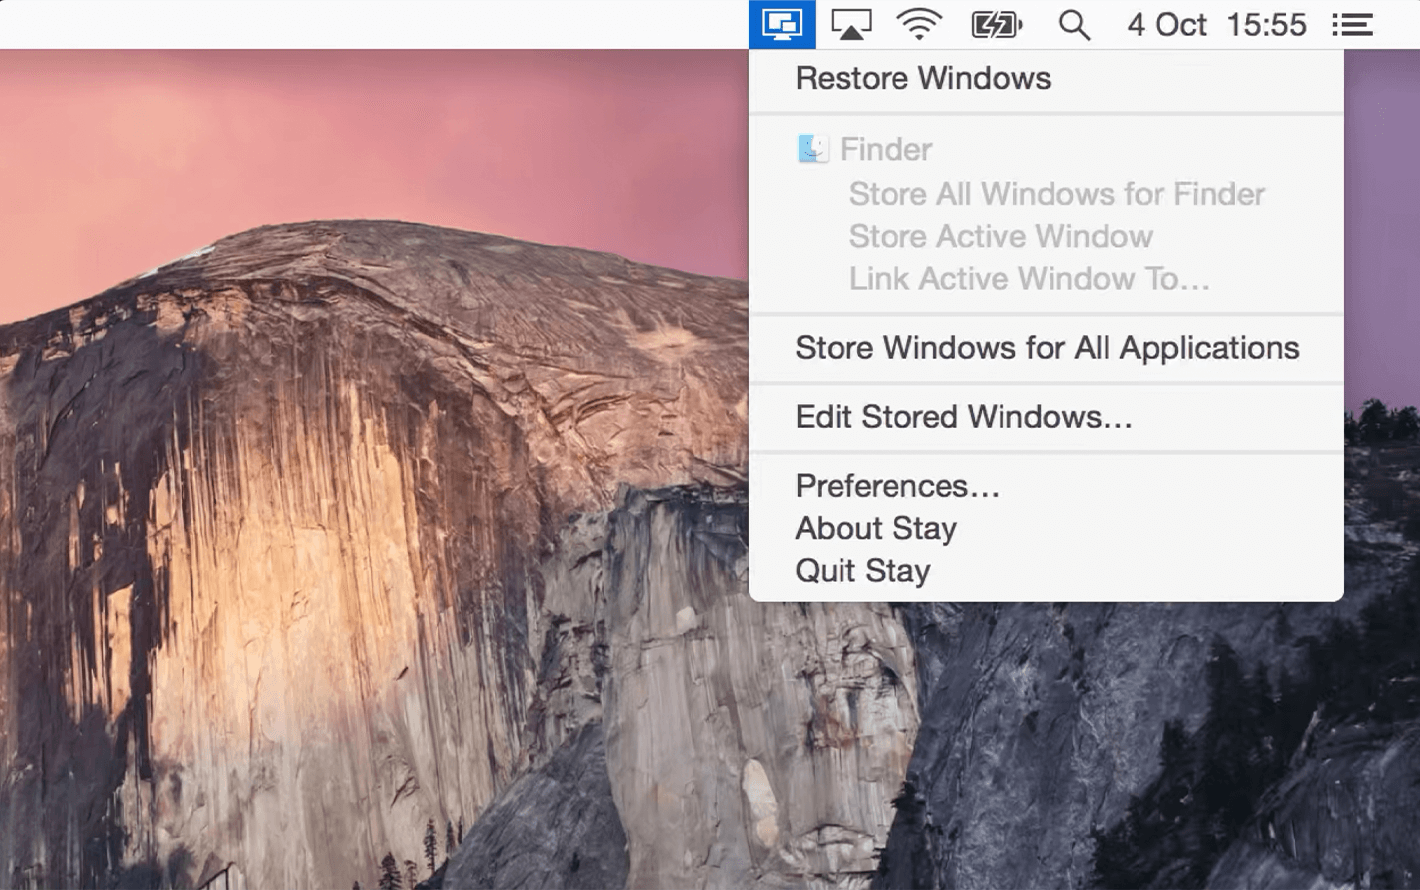 4 Oct 15:55
Restore Windows
Finder
Store All Windows for Finder
Store Active Window
Link Active Window To…
Store Windows for All Applications
Edit Stored Windows…
Preferences…
About Stay
Quit Stay